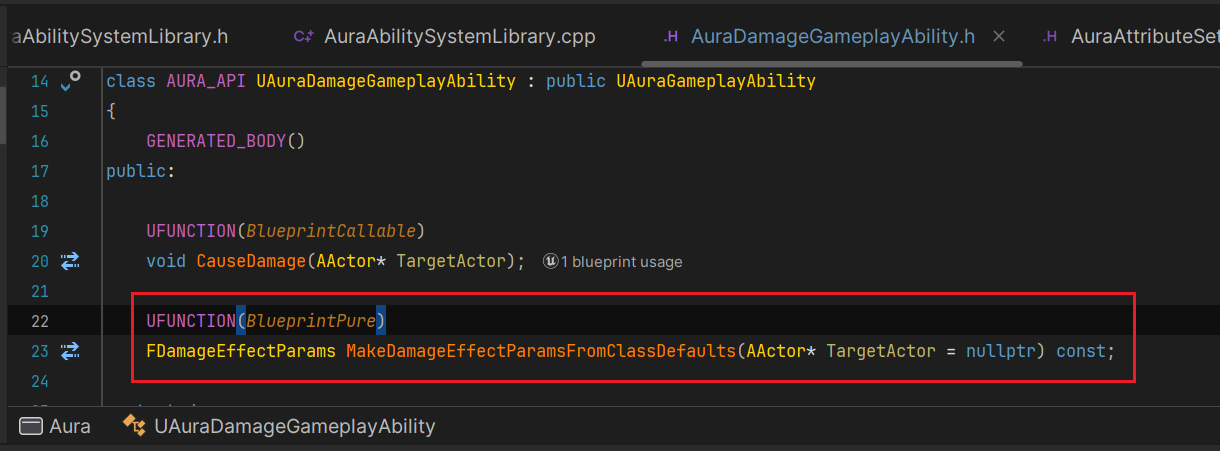 aAbilitySystemLibrary.h C++ AuraAbilitySystemLibrary.cpp .H AuraDamageGameplayAbility.h × .H AuraAttributeSet
14 class AURA_API UAuraDamageGameplayAbility : public UAuraGameplayAbility
15 {
16 GENERATED_BODY()
17 public:
18
19 UFUNCTION(BlueprintCallable)
20 void CauseDamage(AActor* TargetActor); 1 blueprint usage
21
22 UFUNCTION(BlueprintPure)
23 FDamageEffectParams MakeDamageEffectParamsFromClassDefaults(AActor* TargetActor = nullptr) const;
24
Aura UAuraDamageGameplayAbility